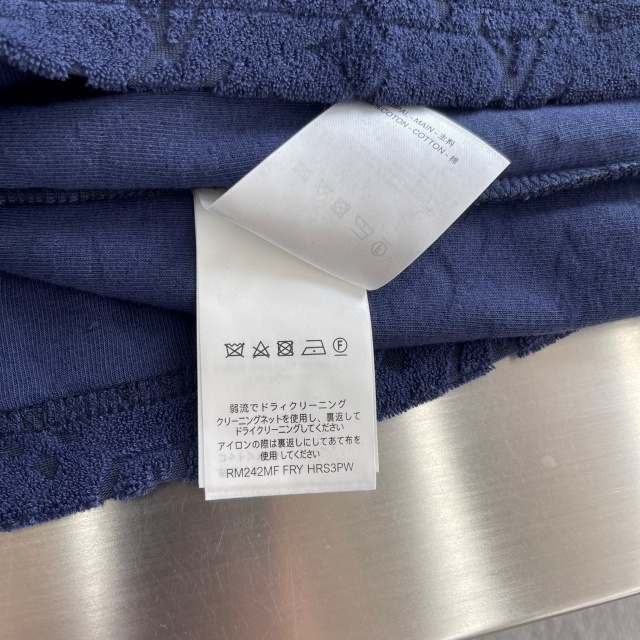 -MAIN-主料
COTON-COTTON-棉
F
弱流でドライクリーニング
クリーニングネットを使用し、裏返して
ドライクリーニングしてください
アイロンの際は裏返しにしてあて布を
使用してください
RM242MF FRY HRS3PW